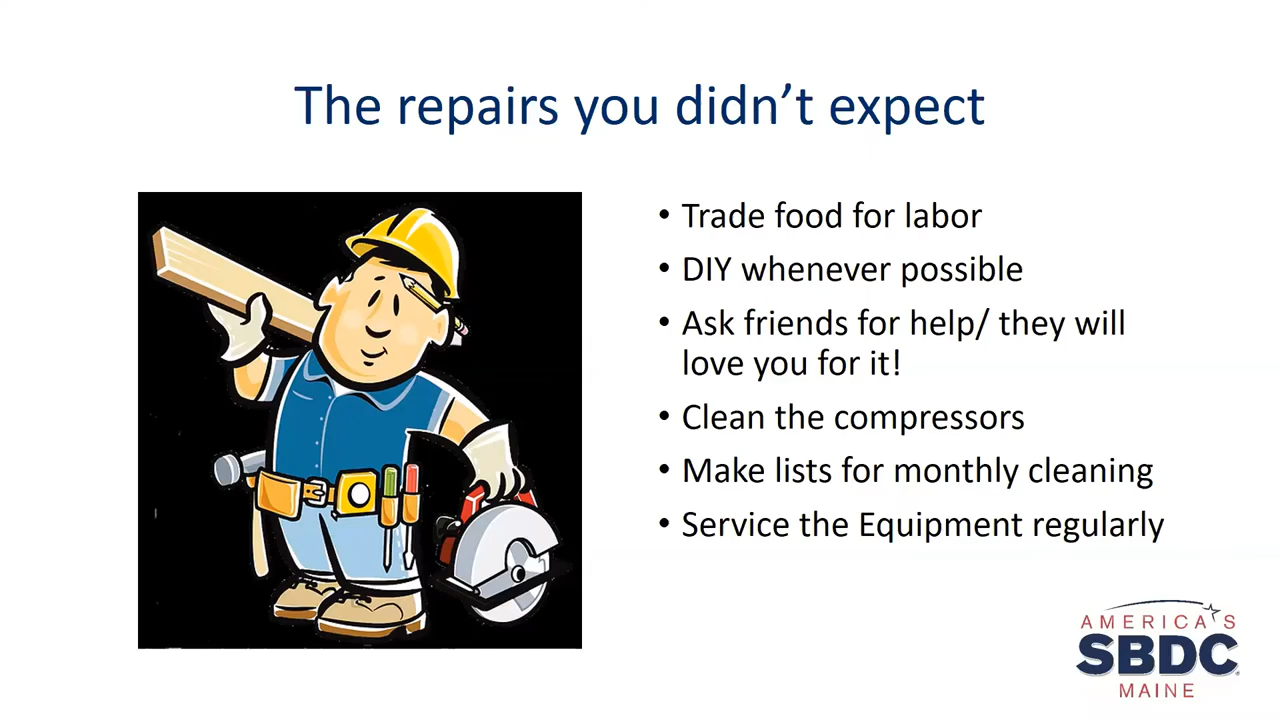 The repairs you didn't expect
• Trade food for labor
• DIY whenever possible
• Ask friends for help/ they will
love you for it!
• Clean the compressors
• Make lists for monthly cleaning
• Service the Equipment regularly
AMERICA'S
SBDC
MAINE